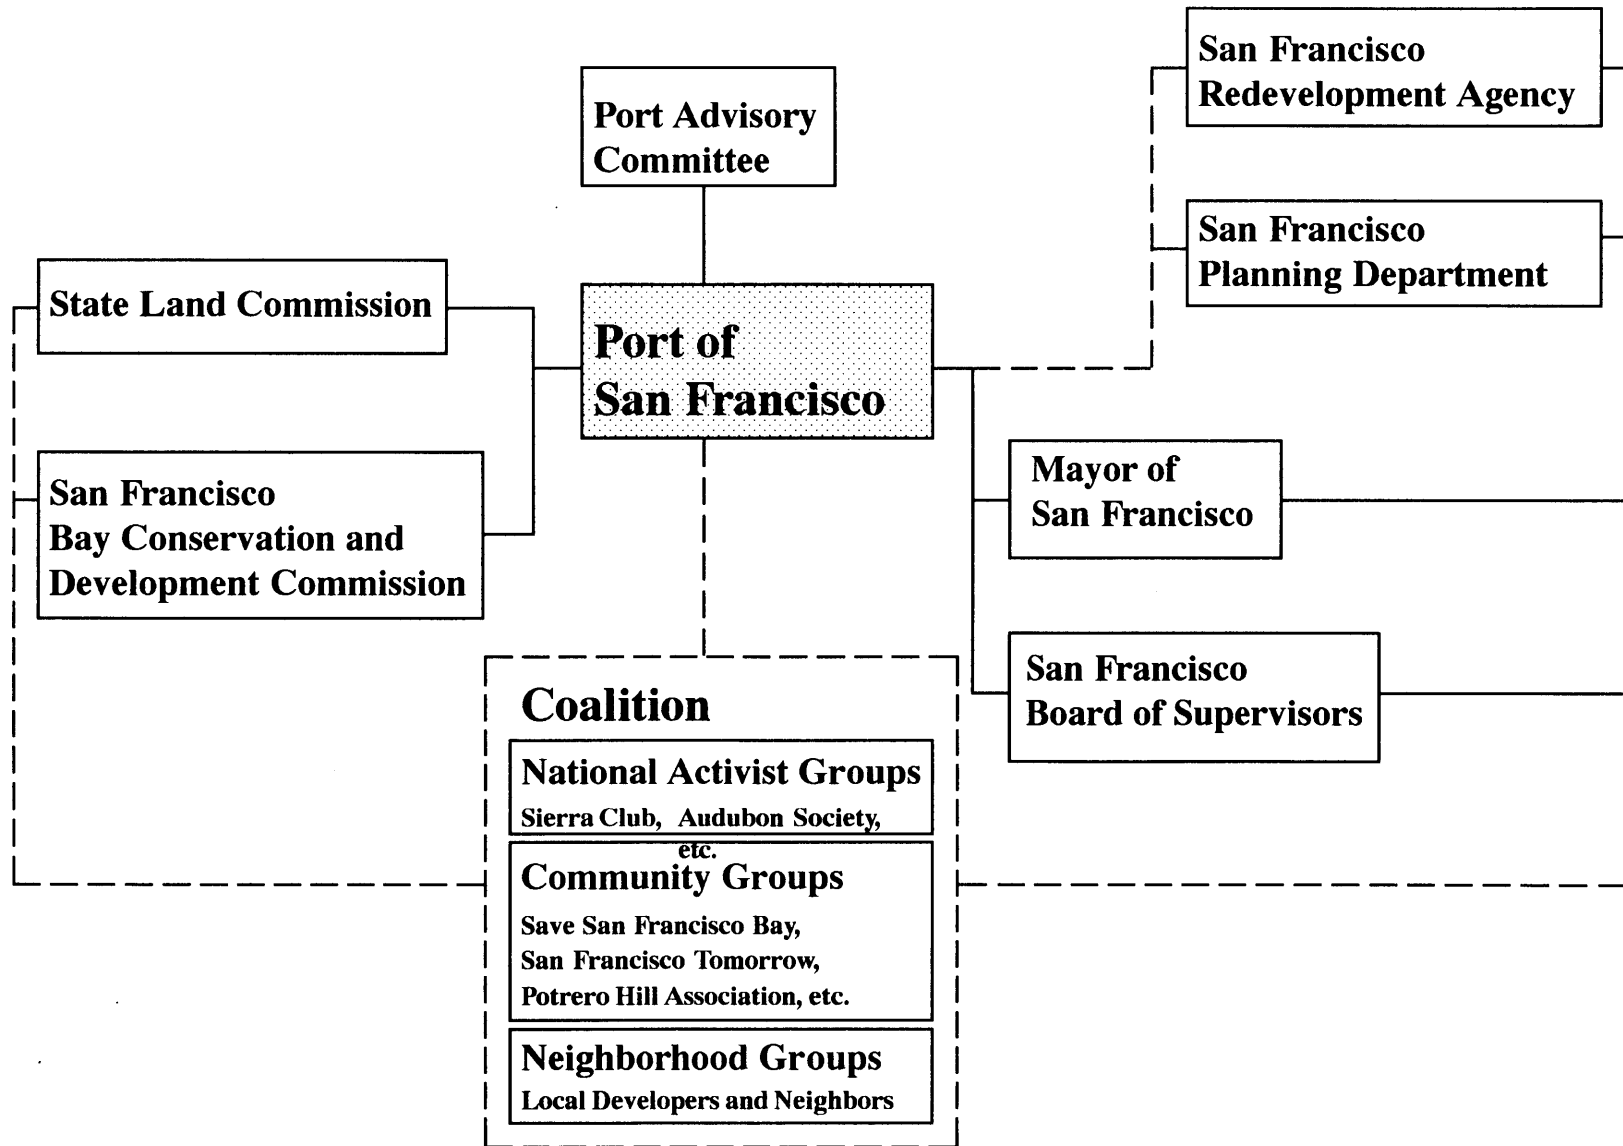 San Francisco
Redevelopment Agency
Port Advisory
Committee
San Francisco
Planning Department
State Land Commission
Port of
San Francisco
San Francisco
Bay Conservation and
Development Commission
Mayor of
San Francisco
San Francisco
Board of Supervisors
Coalition
National Activist Groups
Sierra Club, Audubon Society,
etc.
Community Groups
Save San Francisco Bay,
San Francisco Tomorrow,
Potrero Hill Association, etc.
Neighborhood Groups
Local Developers and Neighbors